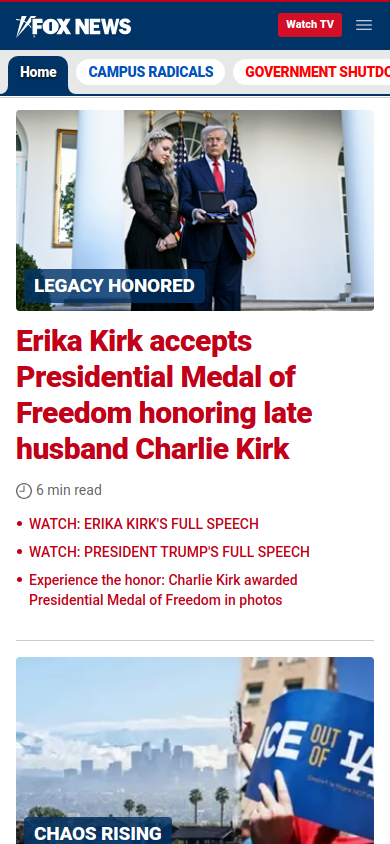 FOX NEWS
Watch TV
Home
CAMPUS RADICALS
GOVERNMENT SHUTDO
LEGACY HONORED
Erika Kirk accepts
Presidential Medal of
Freedom honoring late
husband Charlie Kirk
6 min read
WATCH: ERIKA KIRK'S FULL SPEECH
WATCH: PRESIDENT TRUMP'S FULL SPEECH
Experience the honor: Charlie Kirk awarded
Presidential Medal of Freedom in photos
ICE
OUT
OF
LA
CHAOS RISING